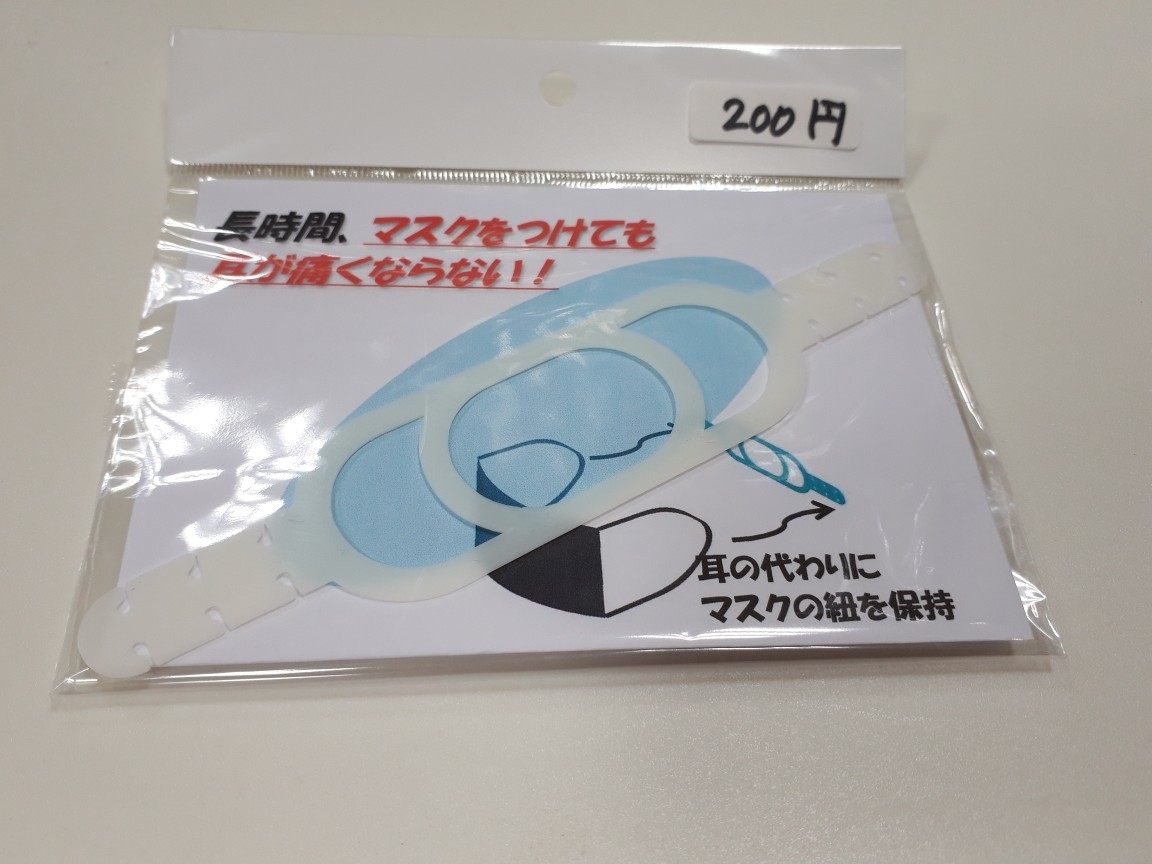 200円
長時間、マスクをつけても
耳が痛くならない！
耳の代わりに
マスクの紐を保持